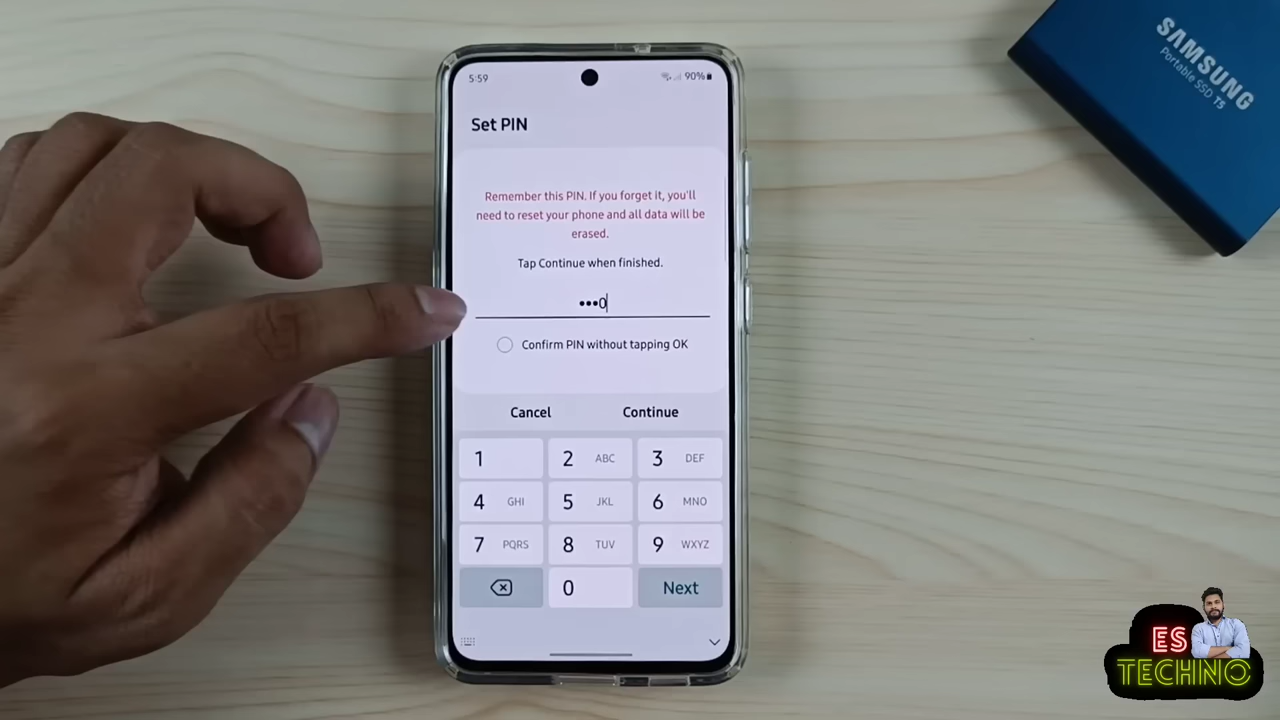 5:59
90%
Set PIN
Remember this PIN. If you forget it, you'll
need to reset your phone and all data will be
erased.
Tap Continue when finished.
•••0
Confirm PIN without tapping OK
Cancel Continue
1 2 ABC 3 DEF
4 GHI 5 JKL 6 MNO
7 PQRS 8 TUV 9 WXYZ
0 Next
SAMSUNG
Portable SSD T5
ES
TECHNO